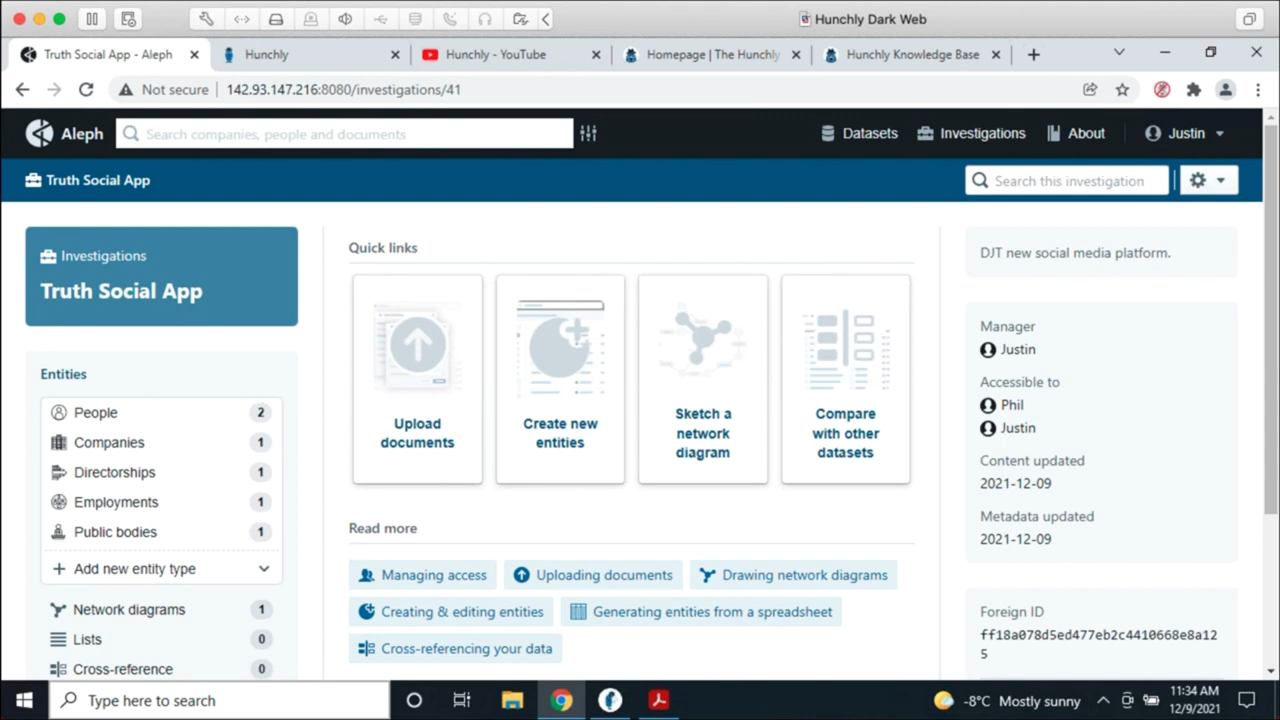 Hunchly Dark Web
Truth Social App - Aleph
Hunchly
Hunchly - YouTube
Homepage | The Hunchly
Hunchly Knowledge Base
Not secure
142.93.147.216:8080/investigations/41
Aleph
Search companies, people and documents
Datasets
Investigations
About
Justin
Truth Social App
Search this investigation
Investigations
Truth Social App
Entities
People 2
Companies 1
Directorships 1
Employments 1
Public bodies 1
Add new entity type
Network diagrams 1
Lists 0
Cross-reference 0
Quick links
Upload
documents
Create new
entities
Sketch a
network
diagram
Compare
with other
datasets
Read more
Managing access
Uploading documents
Drawing network diagrams
Creating & editing entities
Generating entities from a spreadsheet
Cross-referencing your data
DJT new social media platform.
Manager
Justin
Accessible to
Phil
Justin
Content updated
2021-12-09
Metadata updated
2021-12-09
Foreign ID
ff18a078d5ed477eb2c4410668e8a12
5
Type here to search
-8°C Mostly sunny
11:34 AM
12/9/2021